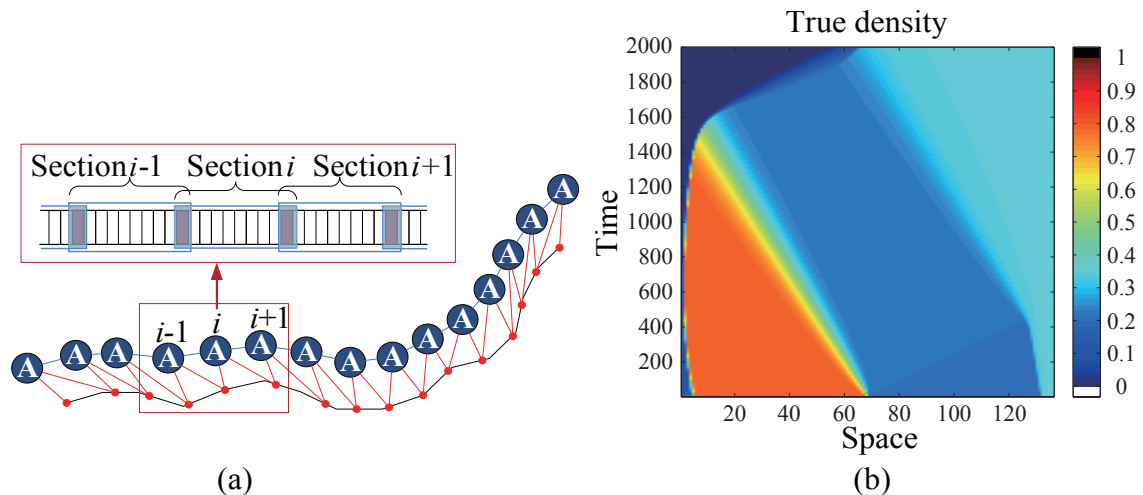 Section i-1 Section i Section i+1
A A A A A A A A A A A A A A A
i-1 i i+1
(a)
True density
Time
2000
1800
1600
1400
1200
1000
800
600
400
200
20 40 60 80 100 120
Space
1
0.9
0.8
0.7
0.6
0.5
0.4
0.3
0.2
0.1
0
(b)